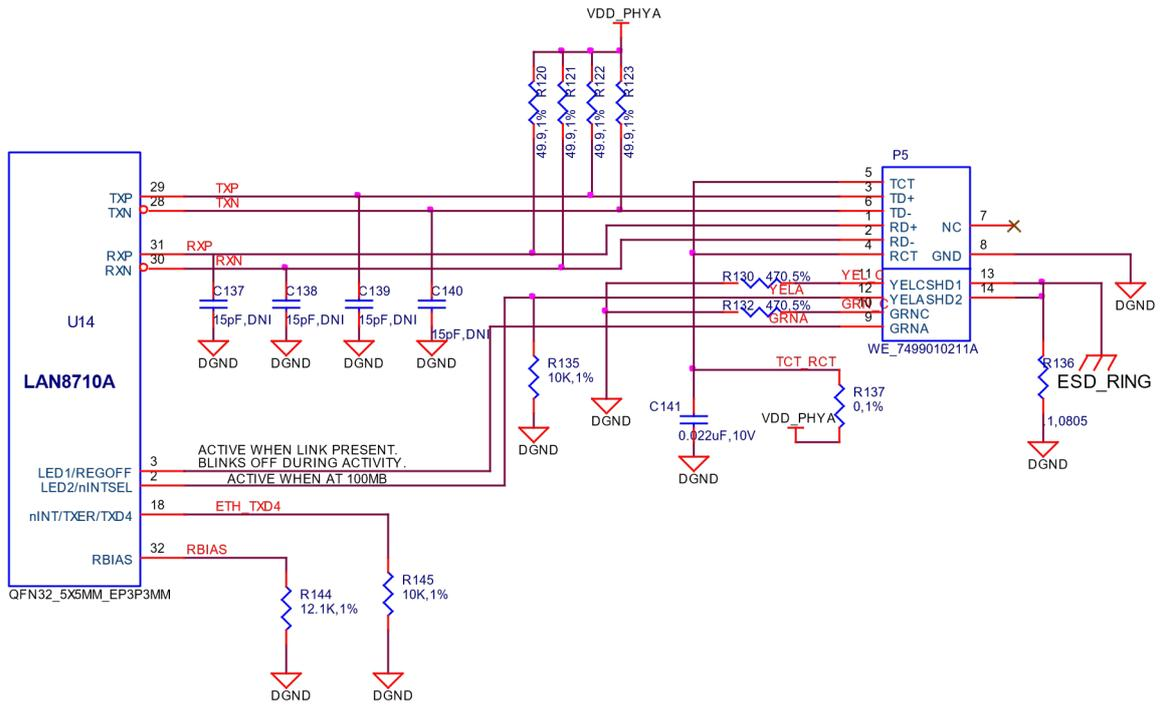 VDD_PHYA
R120
R121
R122
R123
49.9,1%
49.9,1%
49.9,1%
49.9,1%
P5
TXP
29
TXP
TXN
28
TXN
RXP
31
RXP
RXN
30
RXN
5
TCT
3
TD+
6
TD-
1
RD+
2
RD-
4
RCT
NC
7
GND
8
R130
470,5%
YELA
11
YELC
SHD1
13
12
YELA
SHD2
14
R132
470,5%
GRNA
10
GRNC
9
GRNA
WE_7499010211A
C137
15pF,DNI
C138
15pF,DNI
C139
15pF,DNI
C140
15pF,DNI
DGND
DGND
DGND
DGND
U14
LAN8710A
R135
10K,1%
DGND
DGND
TCT_RCT
C141
0.022uF,10V
DGND
R137
0,1%
VDD_PHYA
DGND
R136
.1,0805
ESD_RING
DGND
ACTIVE WHEN LINK PRESENT.
BLINKS OFF DURING ACTIVITY.
LED1/REGOFF
3
LED2/nINTSEL
2
ACTIVE WHEN AT 100MB
nINT/TXER/TXD4
18
ETH_TXD4
RBIAS
32
RBIAS
QFN32_5X5MM_EP3P3MM
R144
12.1K,1%
R145
10K,1%
DGND
DGND